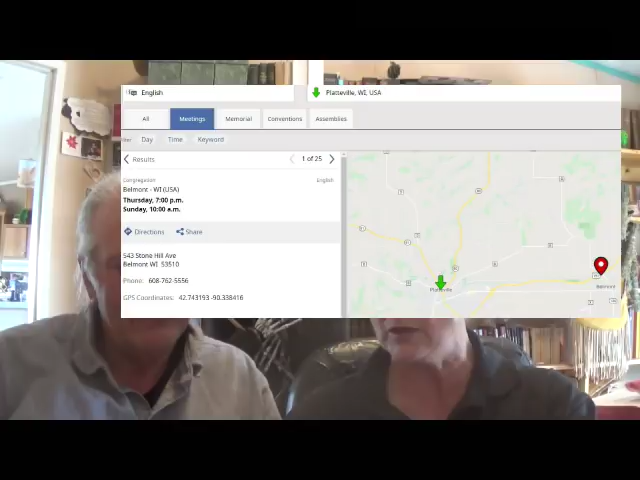 English
Platteville, WI, USA
All
Meetings
Memorial
Conventions
Assemblies
Day
Time
Keyword
Results
1 of 25
Congregation
English
Belmont - WI (USA)
Thursday, 7:00 p.m.
Sunday, 10:00 a.m.
Directions
Share
543 Stone Hill Ave
Belmont WI 53510
Phone: 608-762-5556
GPS Coordinates: 42.743193 -90.338416
Platteville
Belmont